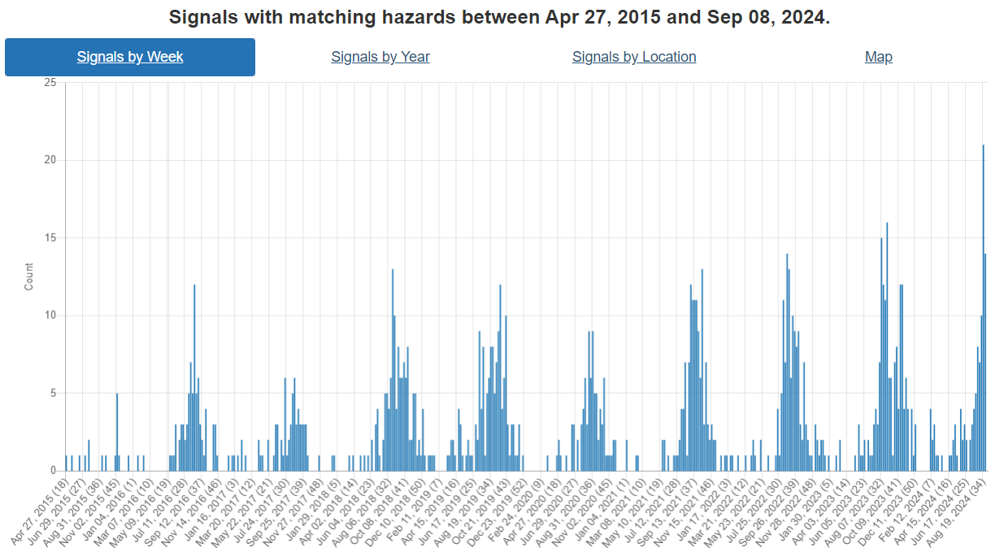 Signals with matching hazards between Apr 27, 2015 and Sep 08, 2024.
Signals by Week
Signals by Year
Signals by Location
Map
25
20
15
10
5
0
Count
Apr 27, 2015 (18)
Jun 29, 2015 (27)
Aug 31, 2015 (36)
Nov 02, 2015 (45)
Jan 04, 2016 (1)
Mar 07, 2016 (10)
May 09, 2016 (19)
Jul 11, 2016 (28)
Sep 12, 2016 (37)
Nov 14, 2016 (46)
Jan 16, 2017 (3)
Mar 20, 2017 (12)
May 22, 2017 (21)
Jul 24, 2017 (30)
Sep 25, 2017 (39)
Nov 27, 2017 (48)
Jan 29, 2018 (5)
Apr 02, 2018 (14)
Jun 04, 2018 (23)
Aug 06, 2018 (32)
Oct 08, 2018 (41)
Dec 10, 2018 (50)
Feb 11, 2019 (7)
Apr 15, 2019 (16)
Jun 17, 2019 (25)
Aug 19, 2019 (34)
Oct 21, 2019 (43)
Dec 23, 2019 (52)
Feb 24, 2020 (9)
Apr 27, 2020 (18)
Jun 29, 2020 (27)
Aug 31, 2020 (36)
Nov 02, 2020 (45)
Jan 04, 2021 (1)
Mar 08, 2021 (10)
May 10, 2021 (19)
Jul 12, 2021 (28)
Sep 13, 2021 (37)
Nov 15, 2021 (46)
Jan 17, 2022 (3)
Mar 21, 2022 (12)
May 23, 2022 (21)
Jul 25, 2022 (30)
Sep 26, 2022 (39)
Nov 28, 2022 (48)
Jan 30, 2023 (5)
Apr 03, 2023 (14)
Jun 05, 2023 (23)
Aug 07, 2023 (32)
Oct 09, 2023 (41)
Dec 11, 2023 (50)
Feb 12, 2024 (7)
Apr 15, 2024 (16)
Jun 17, 2024 (25)
Aug 19, 2024 (34)